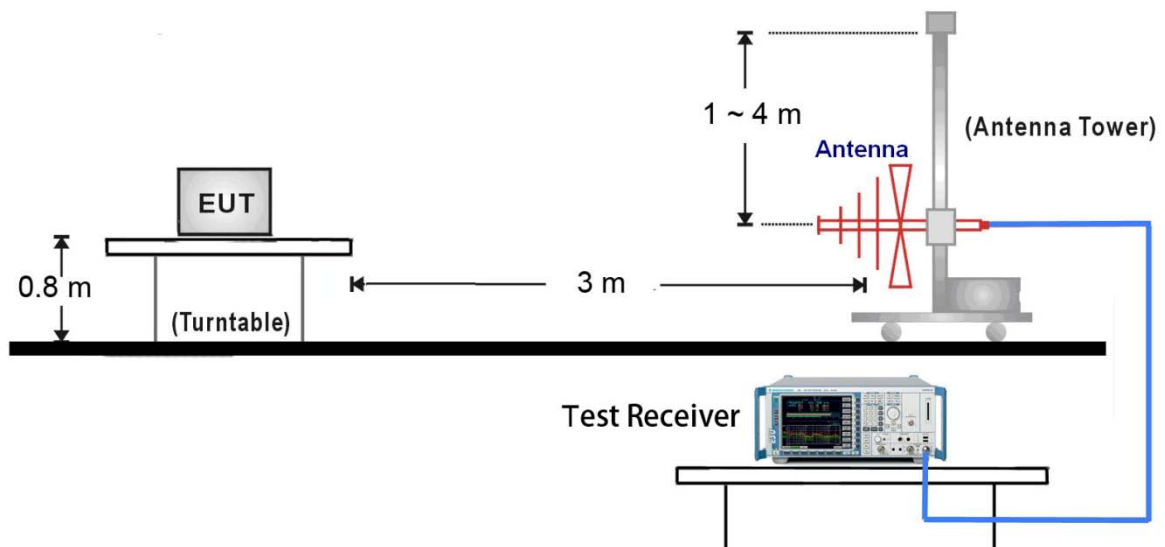 1 ~ 4 m
(Antenna Tower)
Antenna
EUT
0.8 m
3 m
(Turntable)
Test Receiver